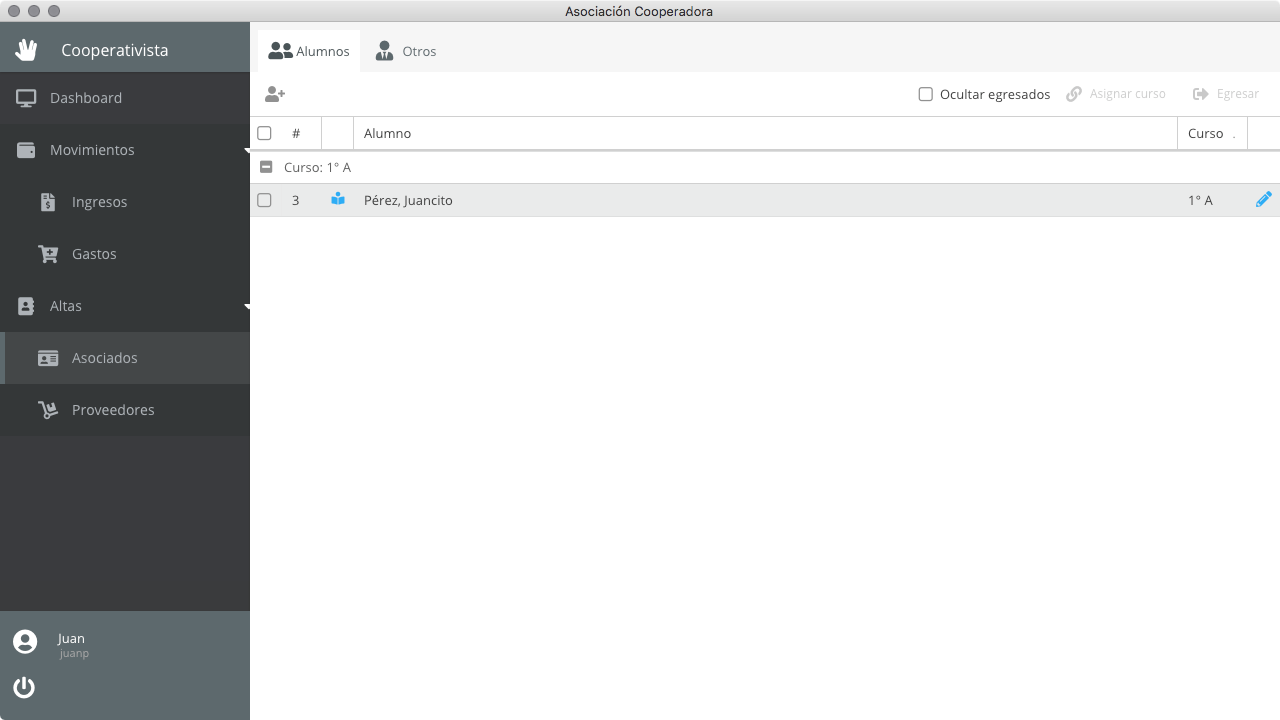 Asociación Cooperadora
Cooperativista
Dashboard
Movimientos
Ingresos
Gastos
Altas
Asociados
Proveedores
Juan
juanp
Alumnos Otros
Ocultar egresados Asignar curso Egresar
# Alumno Curso
Curso: 1° A
3 Pérez, Juancito 1° A